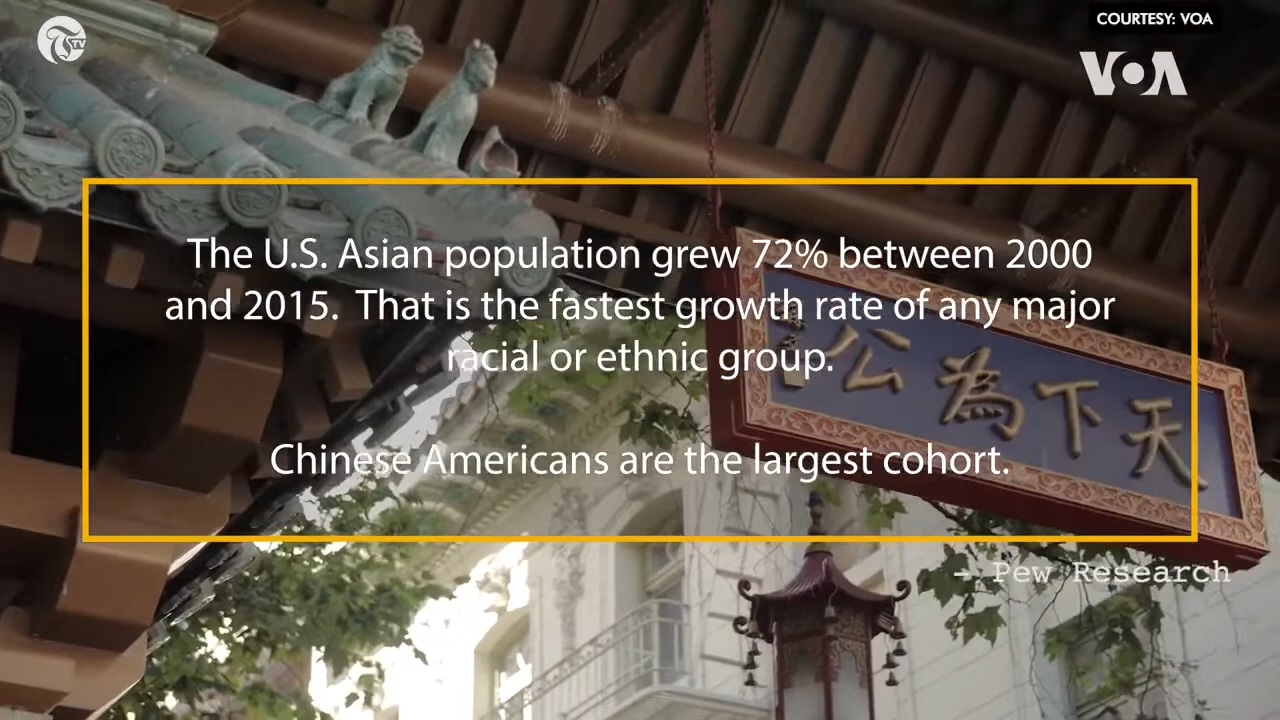 TV
COURTESY: VOA
VOA
The U.S. Asian population grew 72% between 2000
and 2015. That is the fastest growth rate of any major
racial or ethnic group.
Chinese Americans are the largest cohort.
公為下天
– Pew Research